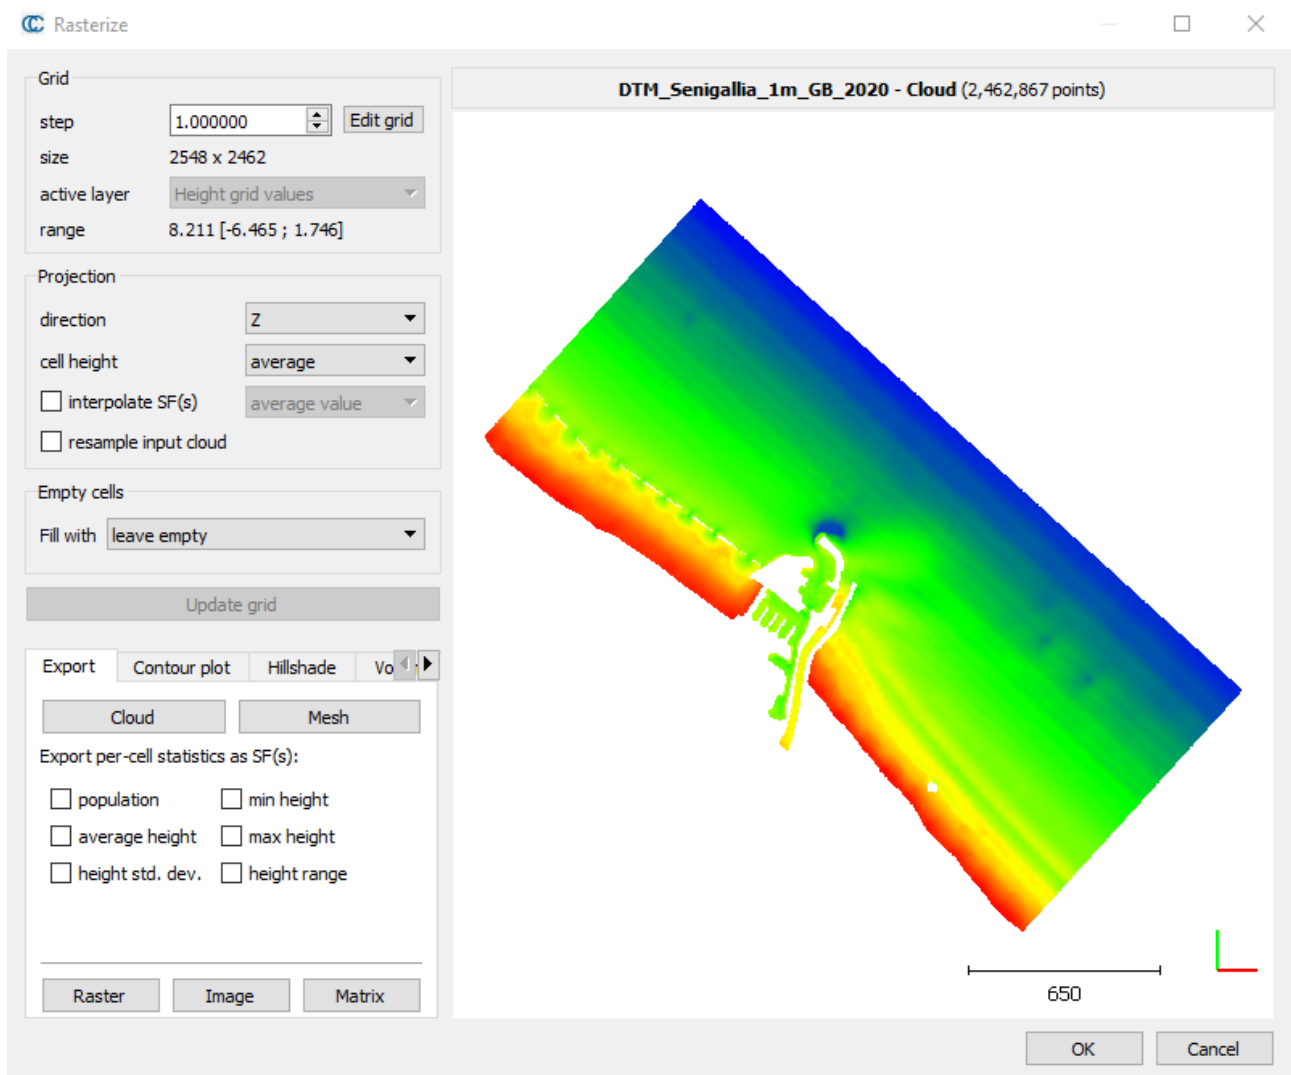 Rasterize
Grid
step 1.000000 Edit grid
size 2548 x 2462
active layer Height grid values
range 8.211 [-6.465 ; 1.746]
Projection
direction Z
cell height average
interpolate SF(s) average value
resample input cloud
Empty cells
Fill with leave empty
Update grid
Export Contour plot Hillshade Vo
Cloud Mesh
Export per-cell statistics as SF(s):
population min height
average height max height
height std. dev. height range
Raster Image Matrix
DTM_Senigallia_1m_GB_2020 - Cloud (2,462,867 points)
650
OK Cancel